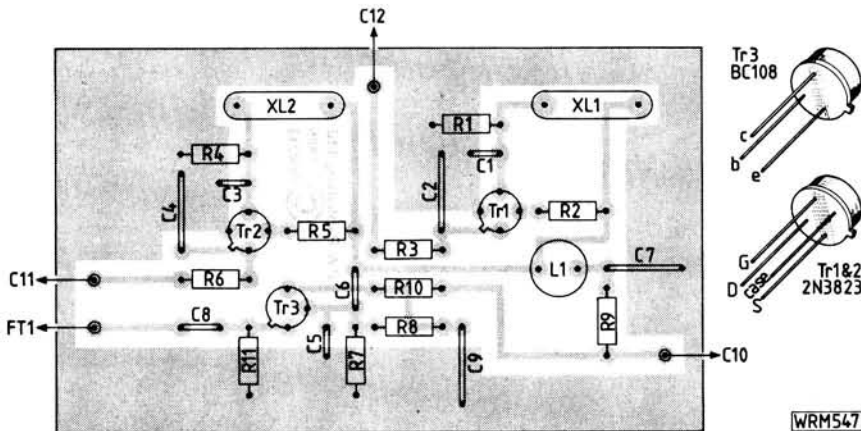 C12
Tr3
BC108
c
b
e
XL2
XL1
R1
R4
C1
C3
C2
C4
Tr1
R2
Tr2
R5
R3
G
D
Case
S
Tr1&2
2N3823
C11
R6
C6
R10
L1
C7
Tr3
FT1
C8
C5
R8
R9
R11
R7
C9
C10
WRM547